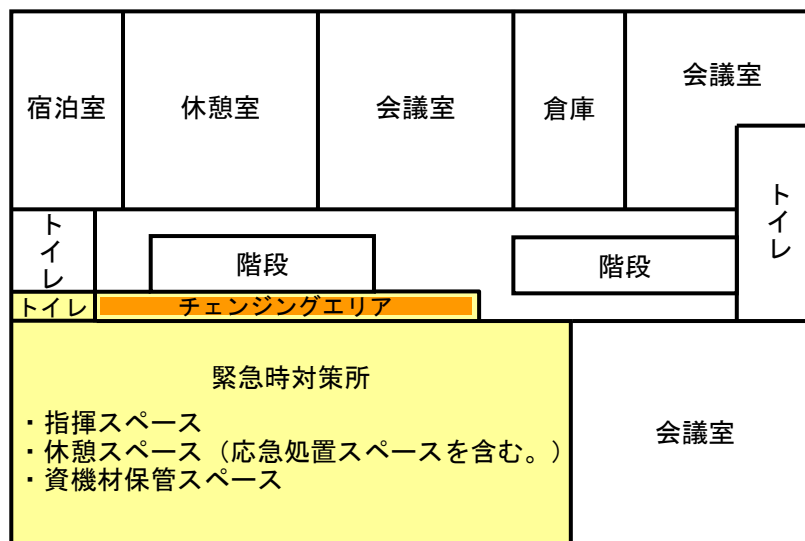 宿泊室
休憩室
会議室
倉庫
会議室
トイレ
トイレ
階段
階段
トイレ
チェンジングエリア
緊急時対策所
・指揮スペース
・休憩スペース（応急処置スペースを含む。）
・資機材保管スペース
会議室